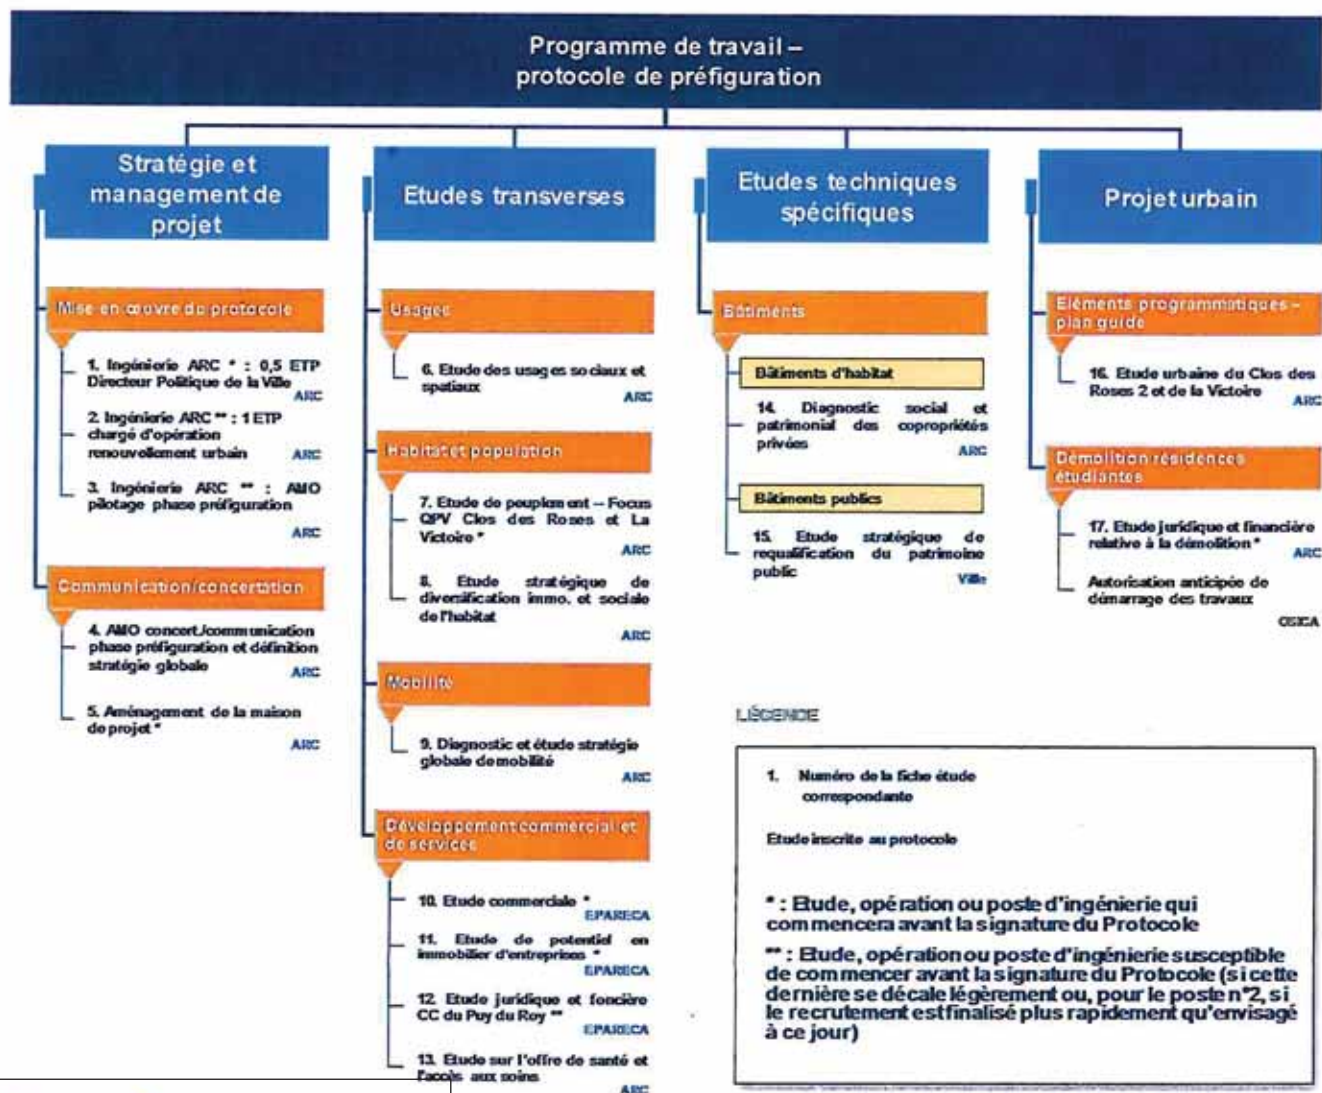 Programme de travail –
protocole de préfiguration
Stratégie et
management de
projet
Mise en œuvre du protocole
1. Ingénierie ARC * : 0,5 ETP
Directeur Politique de la Ville
ARC
2. Ingénierie ARC ** : 1 ETP
chargé d'opération
renouvellement urbain
ARC
3. Ingénierie ARC ** : AMO
pilotage phase préfiguration
ARC
Communication/concertation
4. AMO concert./communication
phase préfiguration et définition
stratégie globale
ARC
5. Aménagement de la maison
de projet *
ARC
Etudes transverses
Usages
6. Etude des usages sociaux et
spatiaux
ARC
Habitat et population
7. Etude de peuplement – Focus
QPV Clos des Roses et La
Victoire *
ARC
8. Etude stratégique de
diversification immo. et sociale
de l'habitat
ARC
Mobilité
9. Diagnostic et étude stratégie
globale de mobilité
ARC
Développement commercial et
de services
10. Etude commerciale *
EPARECA
11. Etude de potentiel en
immobilier d'entreprises *
EPARECA
12. Etude juridique et foncière
CC du Puy du Roy **
EPARECA
13. Etude sur l'offre de santé et
l'accès aux soins
ARC
Etudes techniques
spécifiques
Bâtiments
Bâtiments d'habitat
14. Diagnostic social et
patrimonial des copropriétés
privées
ARC
Bâtiments publics
15. Etude stratégique de
requalification du patrimoine
public
Ville
Projet urbain
Eléments programmatiques –
plan guide
16. Etude urbaine du Clos des
Roses 2 et de la Victoire
ARC
Démolition résidences
étudiantes
17. Etude juridique et financière
relative à la démolition *
ARC
Autorisation anticipée de
démarrage des travaux
OSICA
LÉGENDE
1. Numéro de la fiche étude
correspondante
Etude inscrite au protocole
* : Etude, opération ou poste d'ingénierie qui
commencera avant la signature du Protocole
** : Etude, opération ou poste d'ingénierie susceptible
de commencer avant la signature du Protocole (si cette
dernière se décale légèrement ou, pour le poste n°2, si
le recrutement est finalisé plus rapidement qu'envisagé
à ce jour)